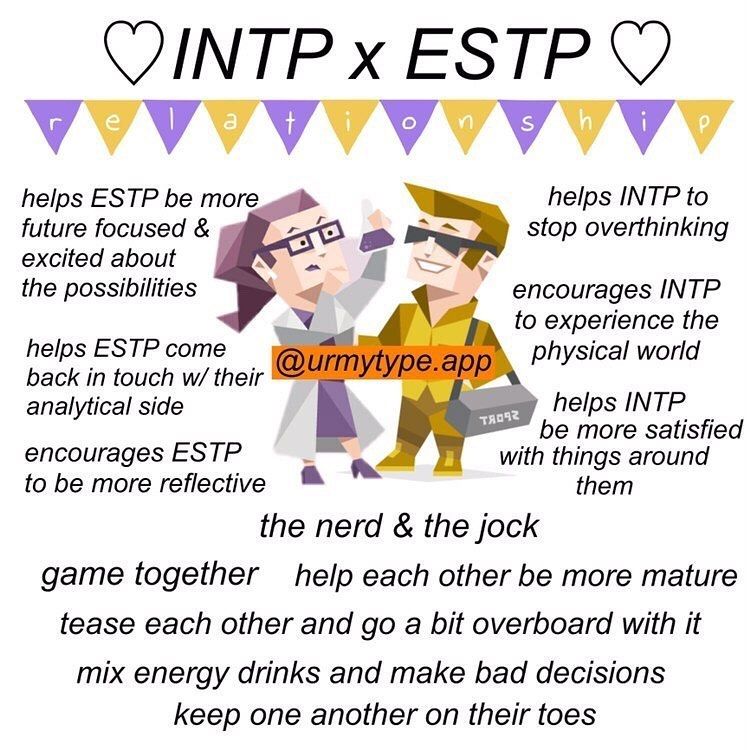 ♡INTP x ESTP♡
relationship
helps ESTP be more
future focused &
excited about
the possibilities
helps ESTP come
back in touch w/ their
analytical side
encourages ESTP
to be more reflective
@urmytype.app
TROPS
helps INTP to
stop overthinking
encourages INTP
to experience the
physical world
helps INTP
be more satisfied
with things around
them
the nerd & the jock
game together
help each other be more mature
tease each other and go a bit overboard with it
mix energy drinks and make bad decisions
keep one another on their toes